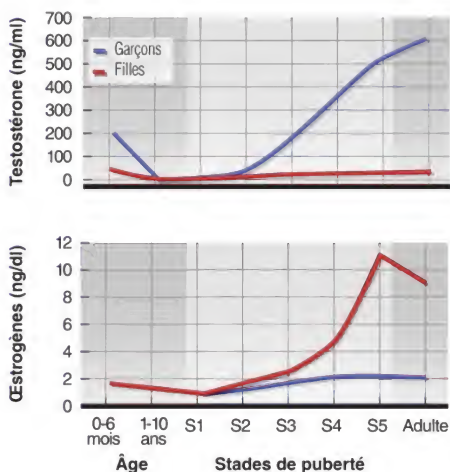 Testostérone (ng/ml)
700
600
500
400
300
200
100
0
Garçons
Filles
Œstrogènes (ng/dl)
12
10
8
6
4
2
0
0-6 mois
1-10 ans
S1
S2
S3
S4
S5
Adulte
Âge
Stades de puberté